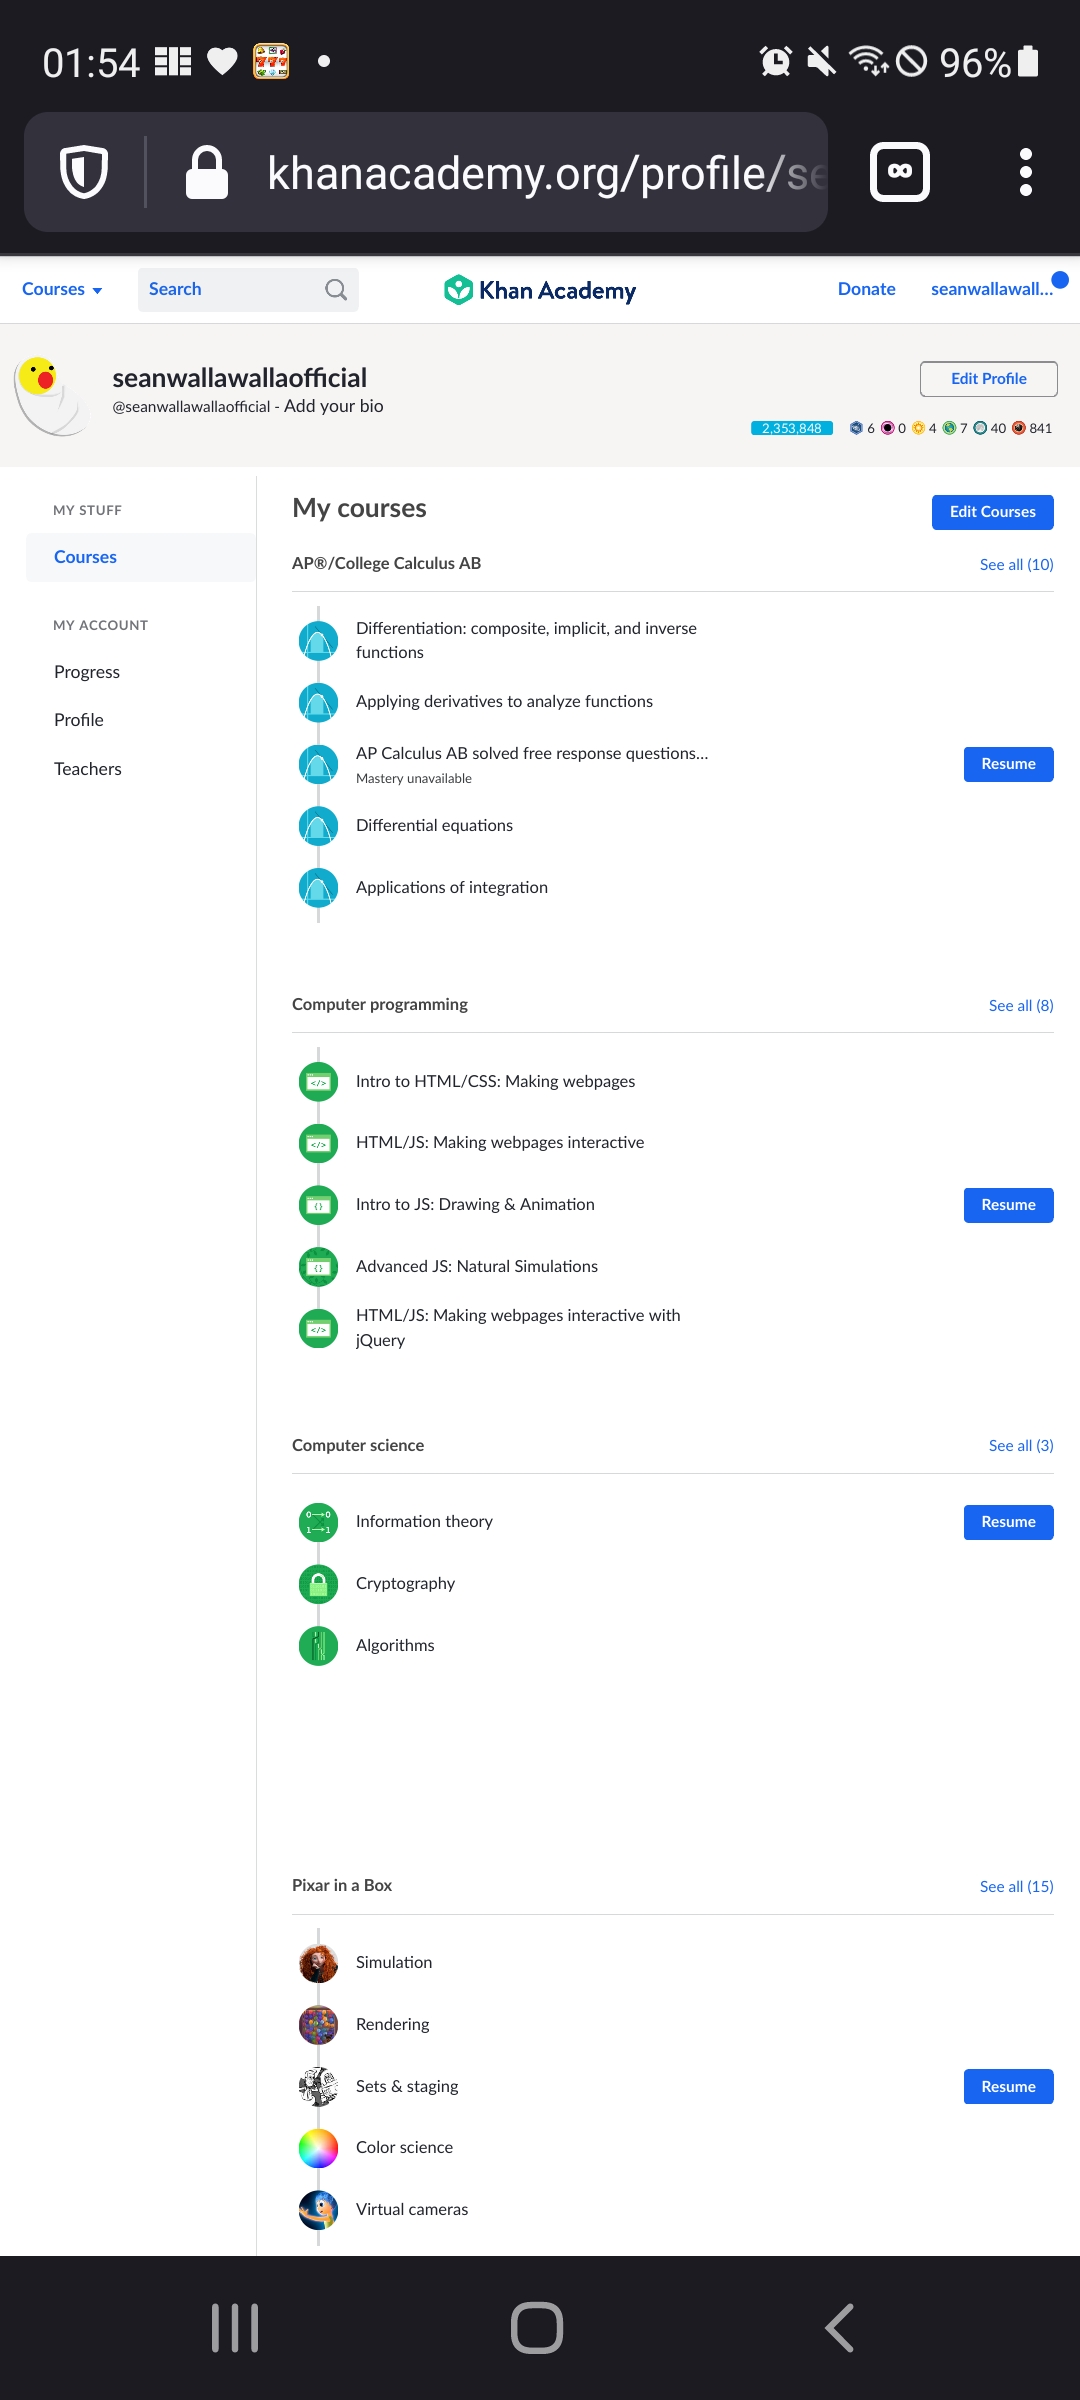 01:54
96%
khanacademy.org/profile/se
Courses
Search
Khan Academy
Donate
seanwallawall...
seanwallawallaofficial
@seanwallawallaofficial - Add your bio
Edit Profile
2,353,848 6 0 4 7 40 841
MY STUFF
Courses
MY ACCOUNT
Progress
Profile
Teachers
My courses
Edit Courses
AP®/College Calculus AB
See all (10)
Differentiation: composite, implicit, and inverse
functions
Applying derivatives to analyze functions
AP Calculus AB solved free response questions...
Mastery unavailable
Resume
Differential equations
Applications of integration
Computer programming
See all (8)
Intro to HTML/CSS: Making webpages
HTML/JS: Making webpages interactive
Intro to JS: Drawing & Animation
Resume
Advanced JS: Natural Simulations
HTML/JS: Making webpages interactive with
jQuery
Computer science
See all (3)
Information theory
Resume
Cryptography
Algorithms
Pixar in a Box
See all (15)
Simulation
Rendering
Sets & staging
Resume
Color science
Virtual cameras